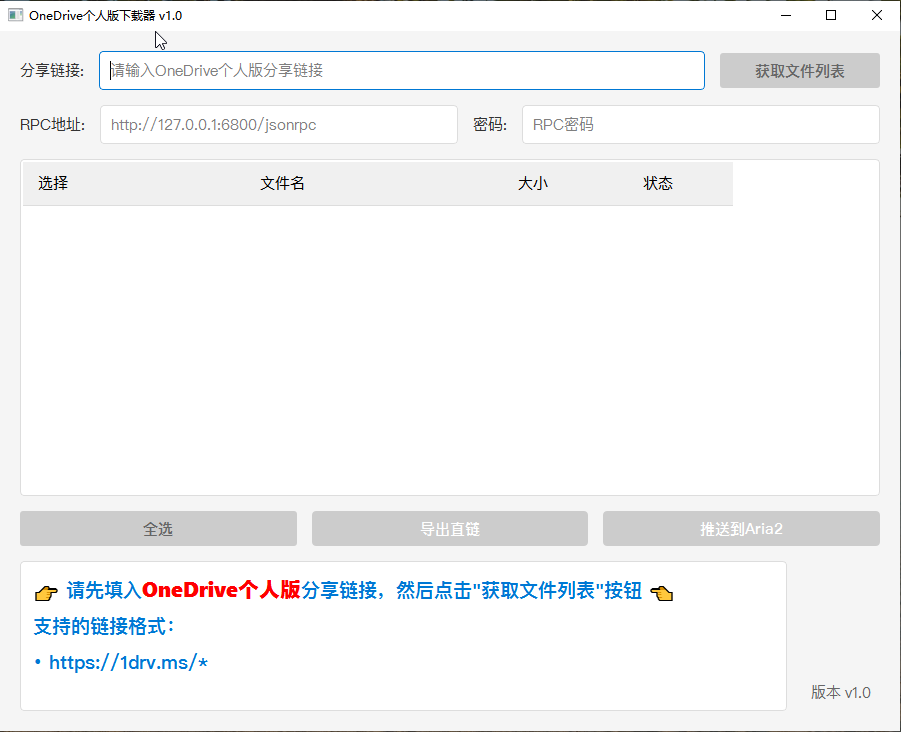 OneDrive个人版下载器 v1.0
分享链接: 请输入OneDrive个人版分享链接 获取文件列表
RPC地址: http://127.0.0.1:6800/jsonrpc 密码: RPC密码
选择 文件名 大小 状态
全选 导出直链 推送到Aria2
👉 请先填入OneDrive个人版分享链接，然后点击"获取文件列表"按钮 👈
支持的链接格式：
• https://1drv.ms/*
版本 v1.0